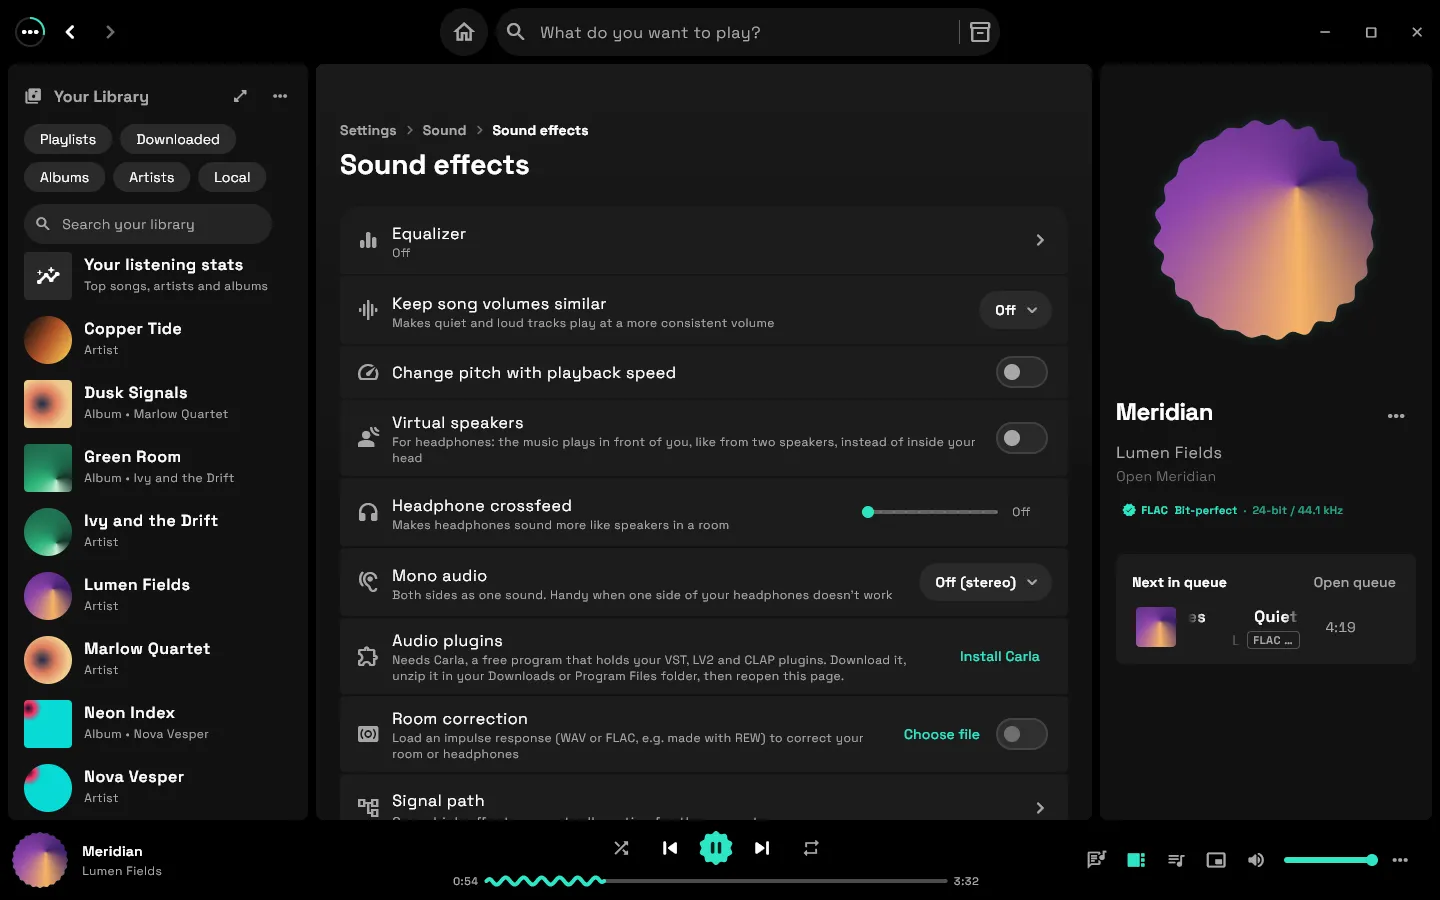 What do you want to play?
Your Library
Playlists
Downloaded
Albums
Artists
Local
Search your library
Your listening stats
Top songs, artists and albums
Copper Tide
Artist
Dusk Signals
Album • Marlow Quartet
Green Room
Album • Ivy and the Drift
Ivy and the Drift
Artist
Lumen Fields
Artist
Marlow Quartet
Artist
Neon Index
Album • Nova Vesper
Nova Vesper
Artist
Settings > Sound > Sound effects
Sound effects
Equalizer
Off
Keep song volumes similar
Makes quiet and loud tracks play at a more consistent volume
Off
Change pitch with playback speed
Virtual speakers
For headphones: the music plays in front of you, like from two speakers, instead of inside your
head
Headphone crossfeed
Makes headphones sound more like speakers in a room
Off
Mono audio
Both sides as one sound. Handy when one side of your headphones doesn't work
Off (stereo)
Audio plugins
Needs Carla, a free program that holds your VST, LV2 and CLAP plugins. Download it,
unzip it in your Downloads or Program Files folder, then reopen this page.
Install Carla
Room correction
Load an impulse response (WAV or FLAC, e.g. made with REW) to correct your
room or headphones
Choose file
Signal path
Meridian
Lumen Fields
Open Meridian
FLAC Bit-perfect · 24-bit / 44.1 kHz
Next in queue
Open queue
es Quiet
L FLAC ...
4:19
Meridian
Lumen Fields
0:54
3:32